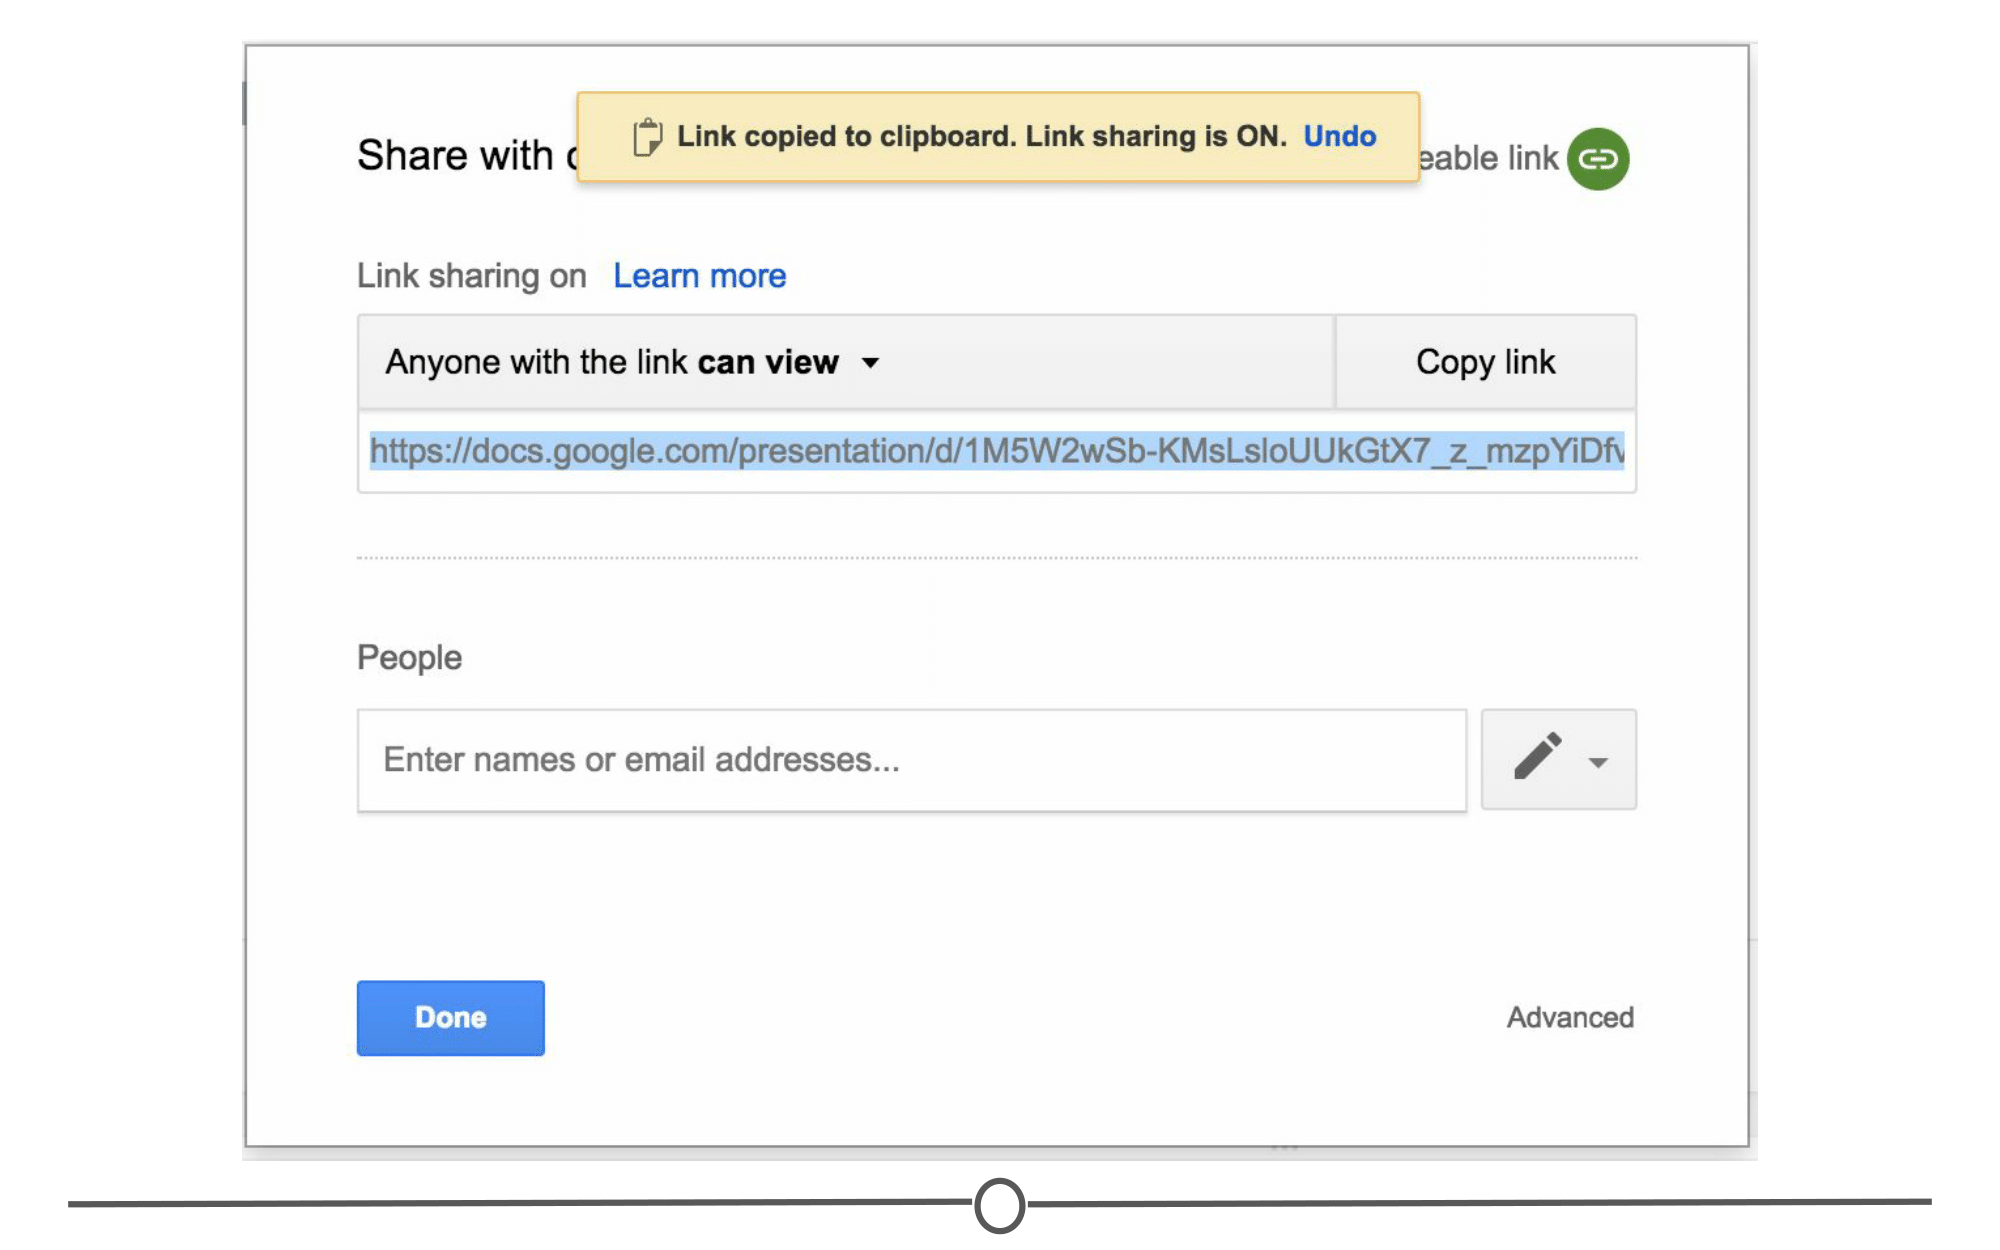 Link copied to clipboard. Link sharing is ON. Undo
Share with
link
Link sharing on Learn more
Anyone with the link can view
Copy link
https://docs.google.com/presentation/d/1M5W2wSb-KMsLsloUUkGtX7_z_mzpYiDfv
People
Enter names or email addresses...
Done
Advanced